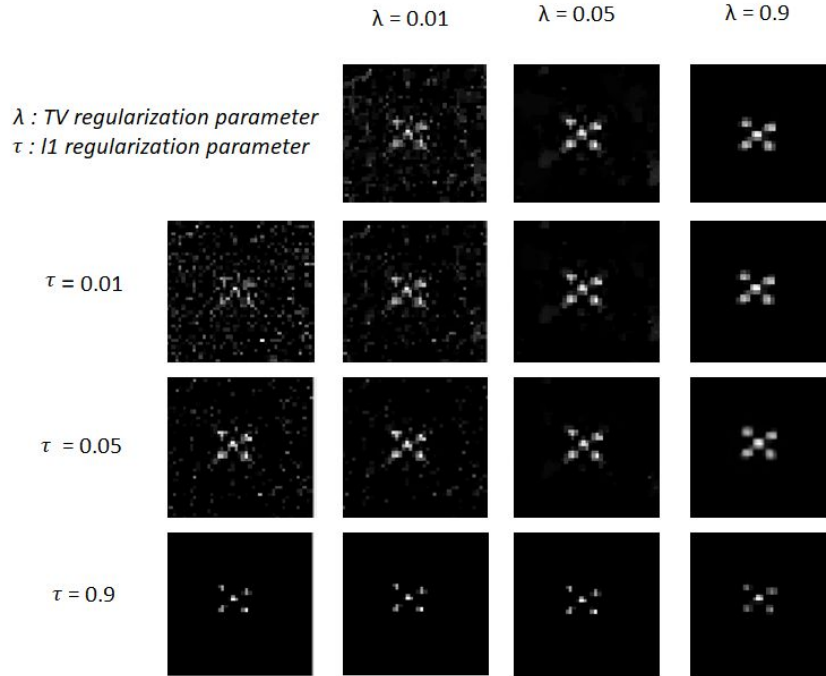 λ = 0.01
λ = 0.05
λ = 0.9
λ : TV regularization parameter
τ : l1 regularization parameter
τ = 0.01
τ = 0.05
τ = 0.9